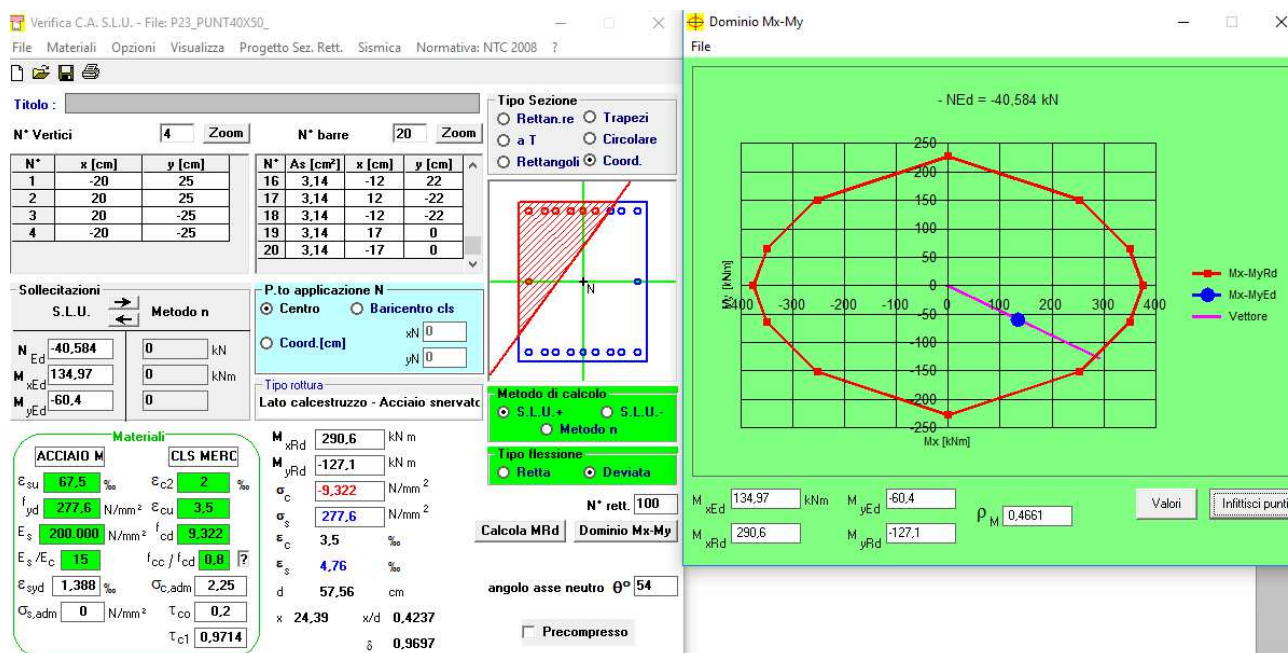 Verifica C.A. S.L.U. - File: P23_PUNT40X50_
File Materiali Opzioni Visualizza Progetto Sez. Rett. Sismica Normativa: NTC 2008 ?
Titolo :
N° Vertici 4 Zoom N° barre 20 Zoom
N° x [cm] y [cm]
1 -20 25
2 20 25
3 20 -25
4 -20 -25
N° As [cm²] x [cm] y [cm]
16 3,14 -12 22
17 3,14 12 -22
18 3,14 -12 -22
19 3,14 17 0
20 3,14 -17 0
Tipo Sezione
Rettan.re Trapezi
a T Circolare
Rettangoli Coord.
N
Sollecitazioni
S.L.U. Metodo n
N Ed -40,584 0 kN
M xEd 134,97 0 kNm
M yEd -60,4 0
P.to applicazione N
Centro Baricentro cls
Coord.[cm]
xN 0
yN 0
Tipo rottura
Lato calcestruzzo - Acciaio snervato
Metodo di calcolo
S.L.U.+ S.L.U.-
Metodo n
Tipo flessione
Retta Deviata
N° rett. 100
Calcola MRd Dominio Mx-My
angolo asse neutro θ° 54
Precompresso
Materiali
ACCIAIO M CLS MERC
εsu 67,5 ‰ εc2 2 ‰
fyd 277,6 N/mm² εcu 3,5
Es 200.000 N/mm² fcd 9,322
Es/Ec 15 fcc / fcd 0,8 ?
εsyd 1,388 ‰ σc,adm 2,25
σs,adm 0 N/mm² τco 0,2
τc1 0,9714
M xRd 290,6 kN m
M yRd -127,1 kN m
σc -9,322 N/mm²
σs 277,6 N/mm²
εc 3,5 ‰
εs 4,76 ‰
d 57,56 cm
x 24,39 x/d 0,4237
δ 0,9697
Dominio Mx-My
File
- NEd = -40,584 kN
250
200
150
100
50
0
-50
-100
-150
-200
-250
-400 -300 -200 -100 0 100 200 300 400
My [kNm]
Mx [kNm]
Mx-MyRd
Mx-MyEd
Vettore
M xEd 134,97 kNm M yEd -60,4
M xRd 290,6 M yRd -127,1
ρM 0,4661
Valori Infittisci punti